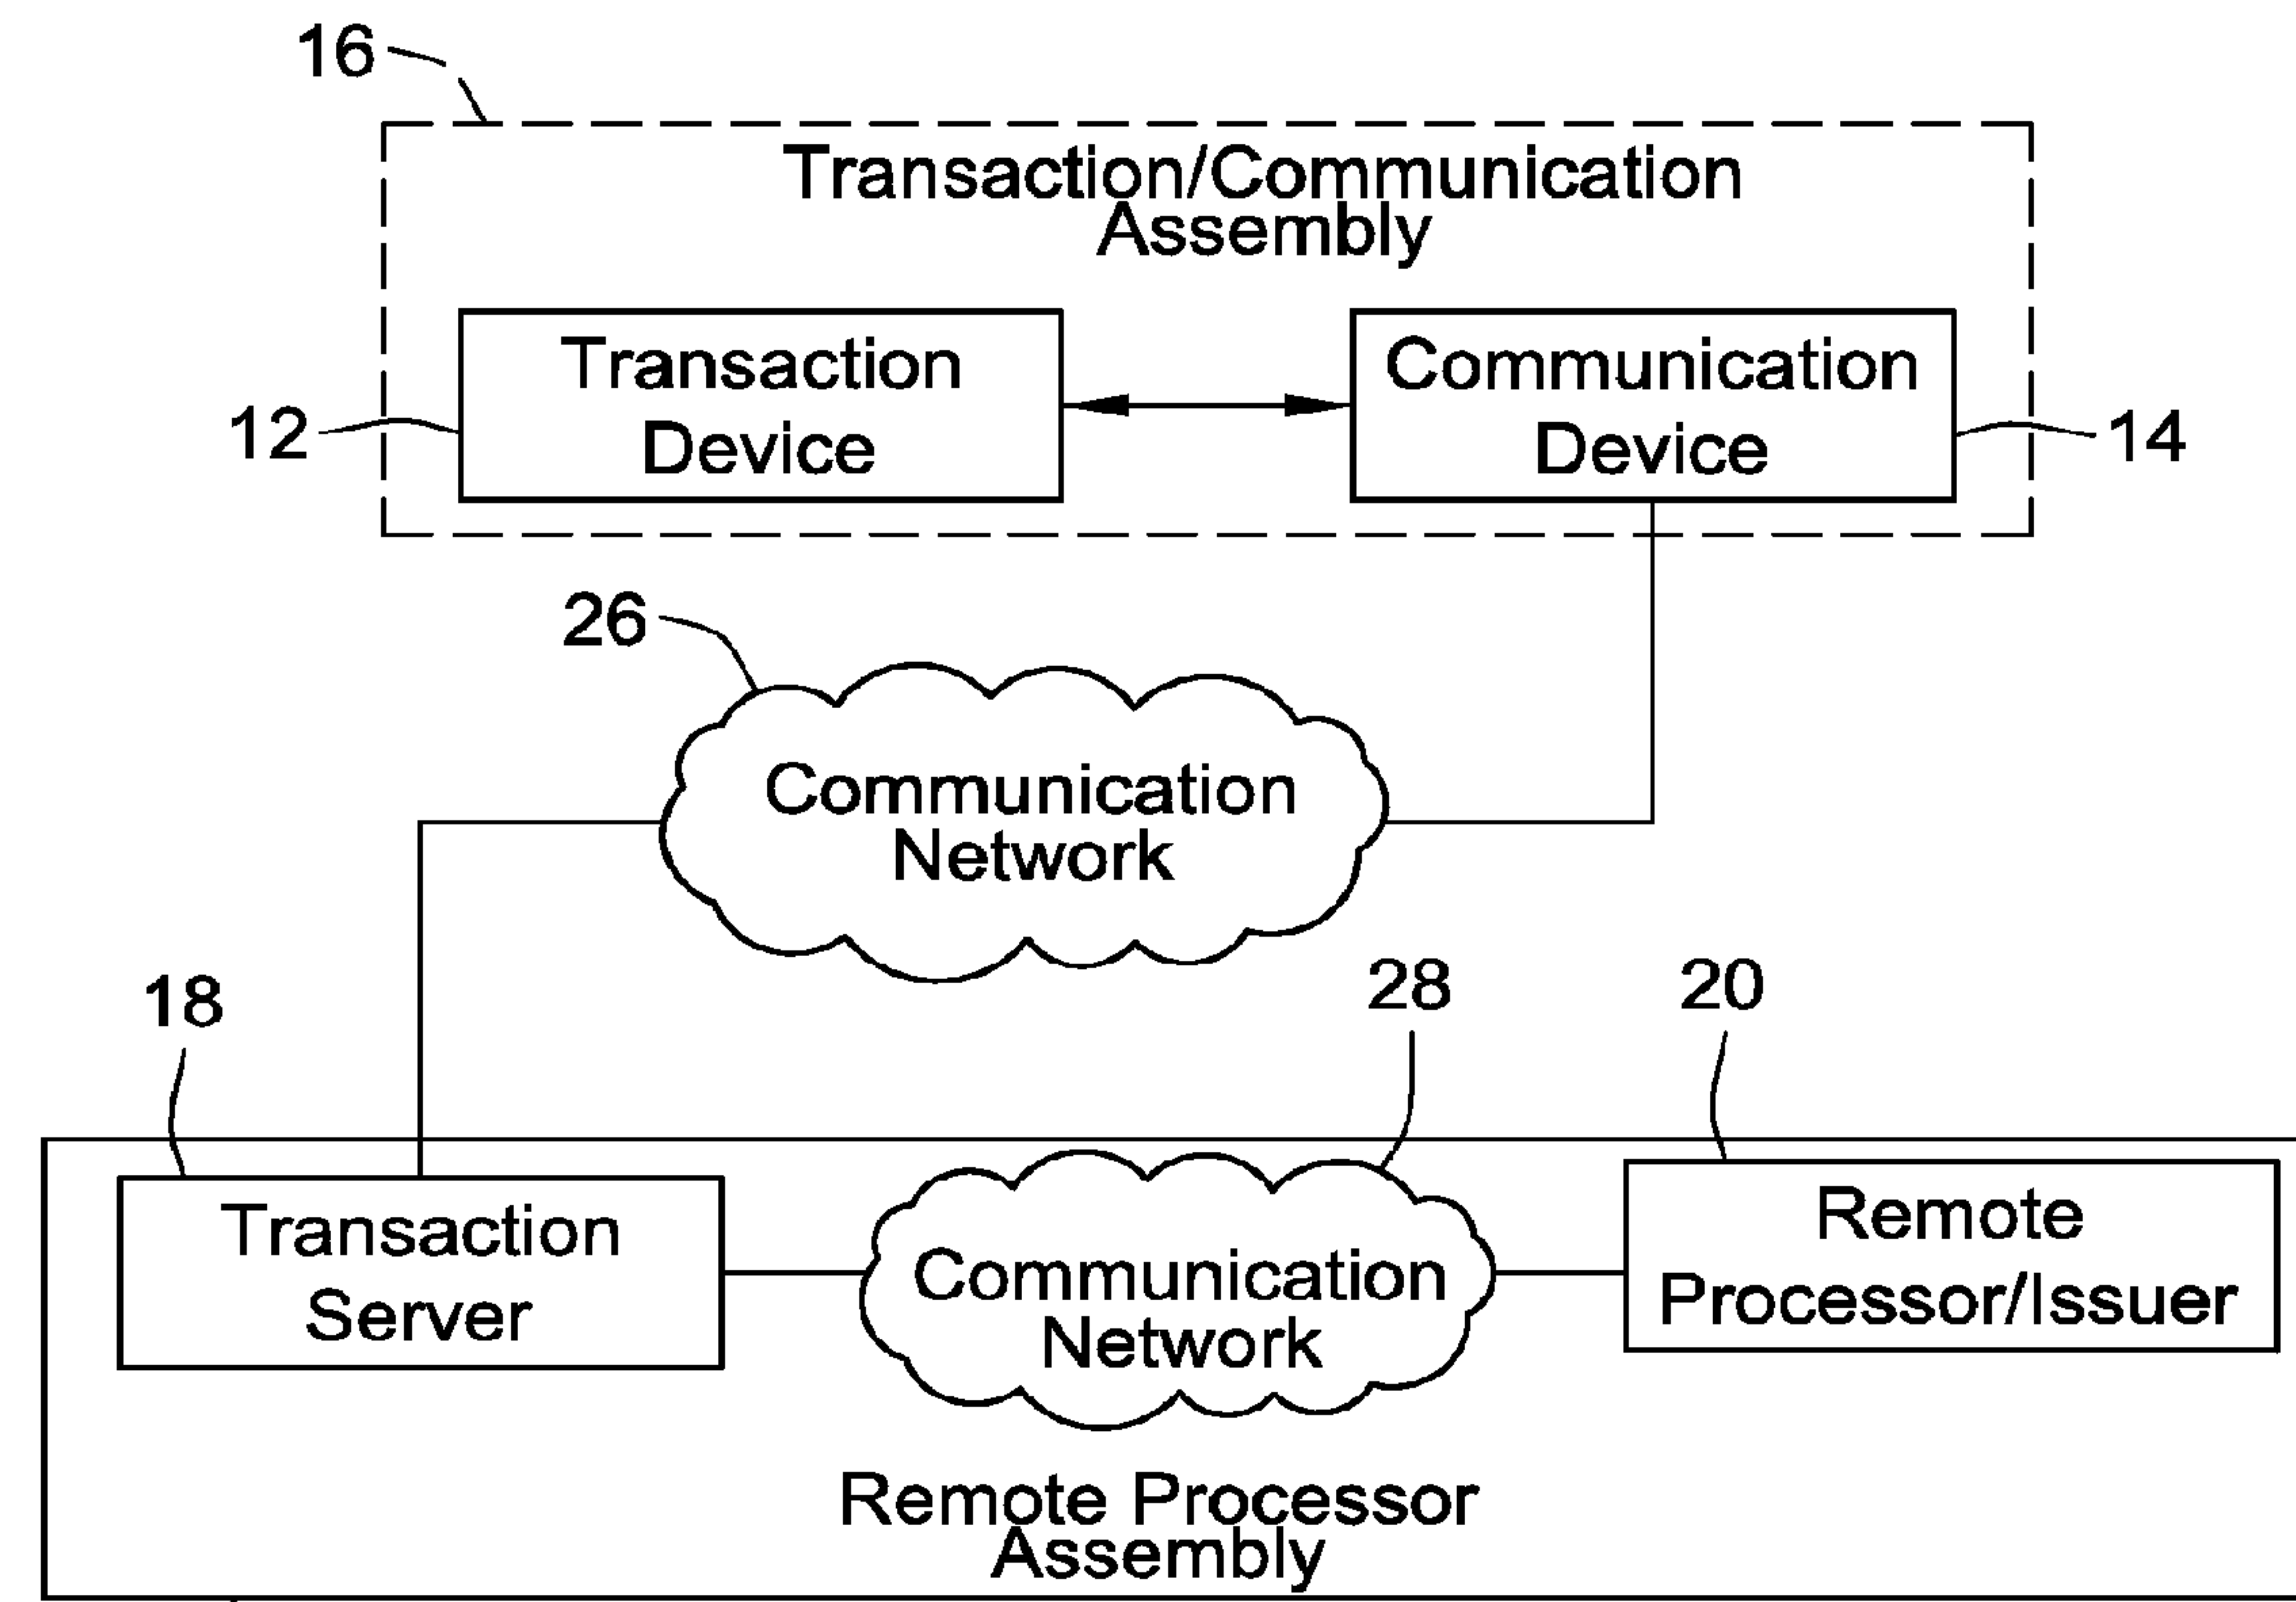 16
Transaction/Communication
Assembly
Transaction
Device
Communication
Device
12
14
26
Communication
Network
18
28
20
Transaction
Server
Communication
Network
Remote
Processor/Issuer
Remote Processor
Assembly